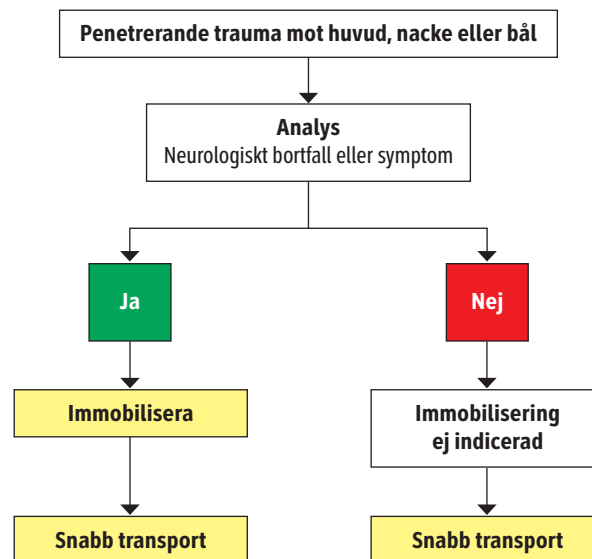 Penetrerande trauma mot huvud, nacke eller bål
Analys
Neurologiskt bortfall eller symptom
Ja
Nej
Immobilisera
Immobilisering
ej indicerad
Snabb transport
Snabb transport